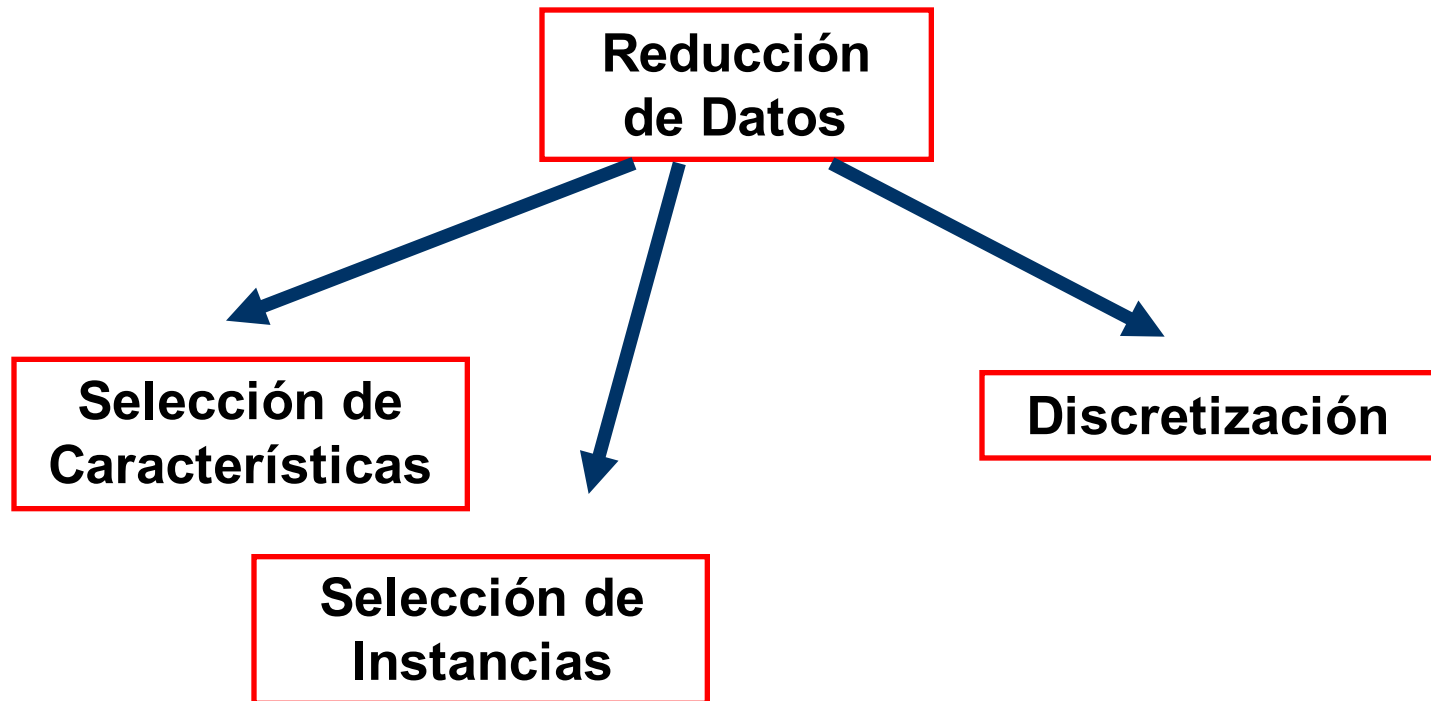 Reducción
de Datos
Selección de
Características
Discretización
Selección de
Instancias